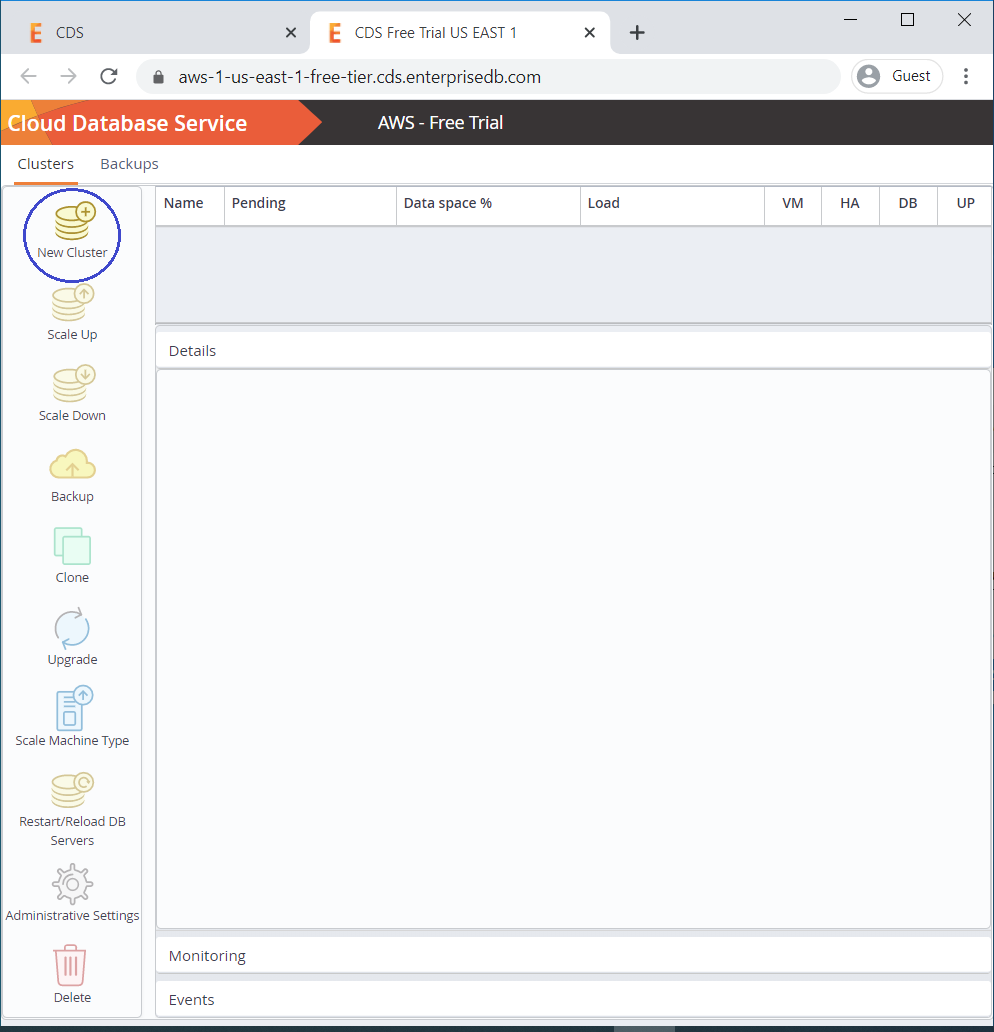 CDS
CDS Free Trial US EAST 1
aws-1-us-east-1-free-tier.cds.enterprisedb.com
Guest
Cloud Database Service
AWS - Free Trial
Clusters
Backups
New Cluster
Scale Up
Scale Down
Backup
Clone
Upgrade
Scale Machine Type
Restart/Reload DB
Servers
Administrative Settings
Delete
Name Pending Data space % Load VM HA DB UP
Details
Monitoring
Events